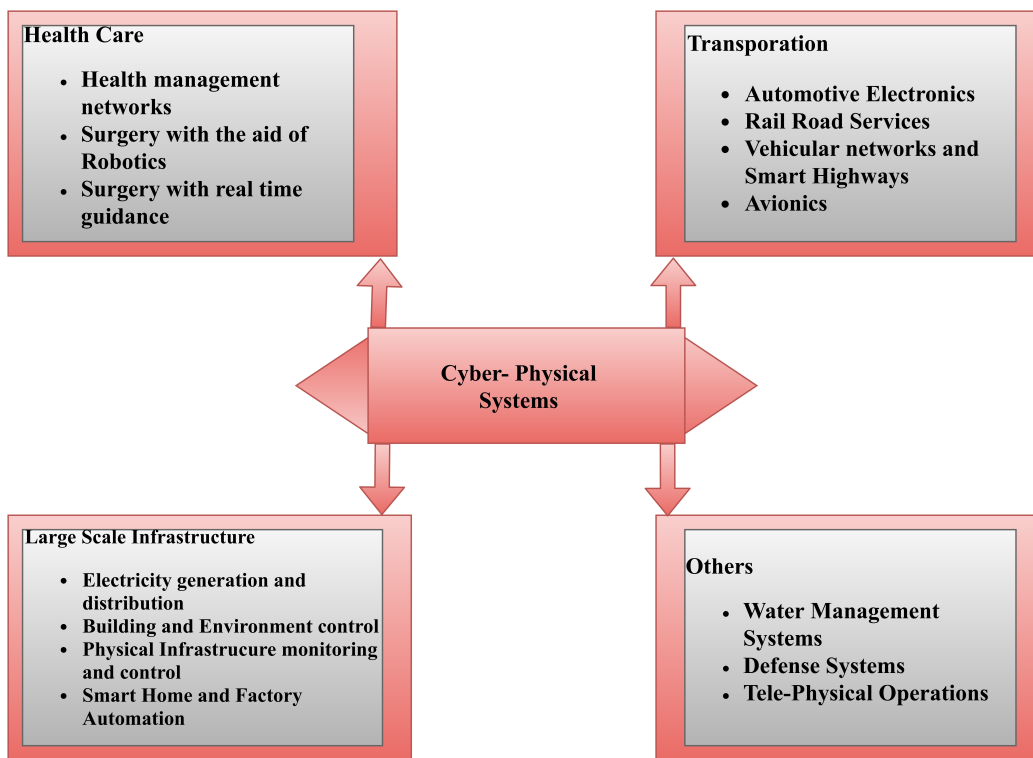 Health Care
• Health management
networks
• Surgery with the aid of
Robotics
• Surgery with real time
guidance
Transporation
• Automotive Electronics
• Rail Road Services
• Vehicular networks and
Smart Highways
• Avionics
Cyber- Physical
Systems
Large Scale Infrastructure
• Electricity generation and
distribution
• Building and Environment control
• Physical Infrastrucure monitoring
and control
• Smart Home and Factory
Automation
Others
• Water Management
Systems
• Defense Systems
• Tele-Physical Operations